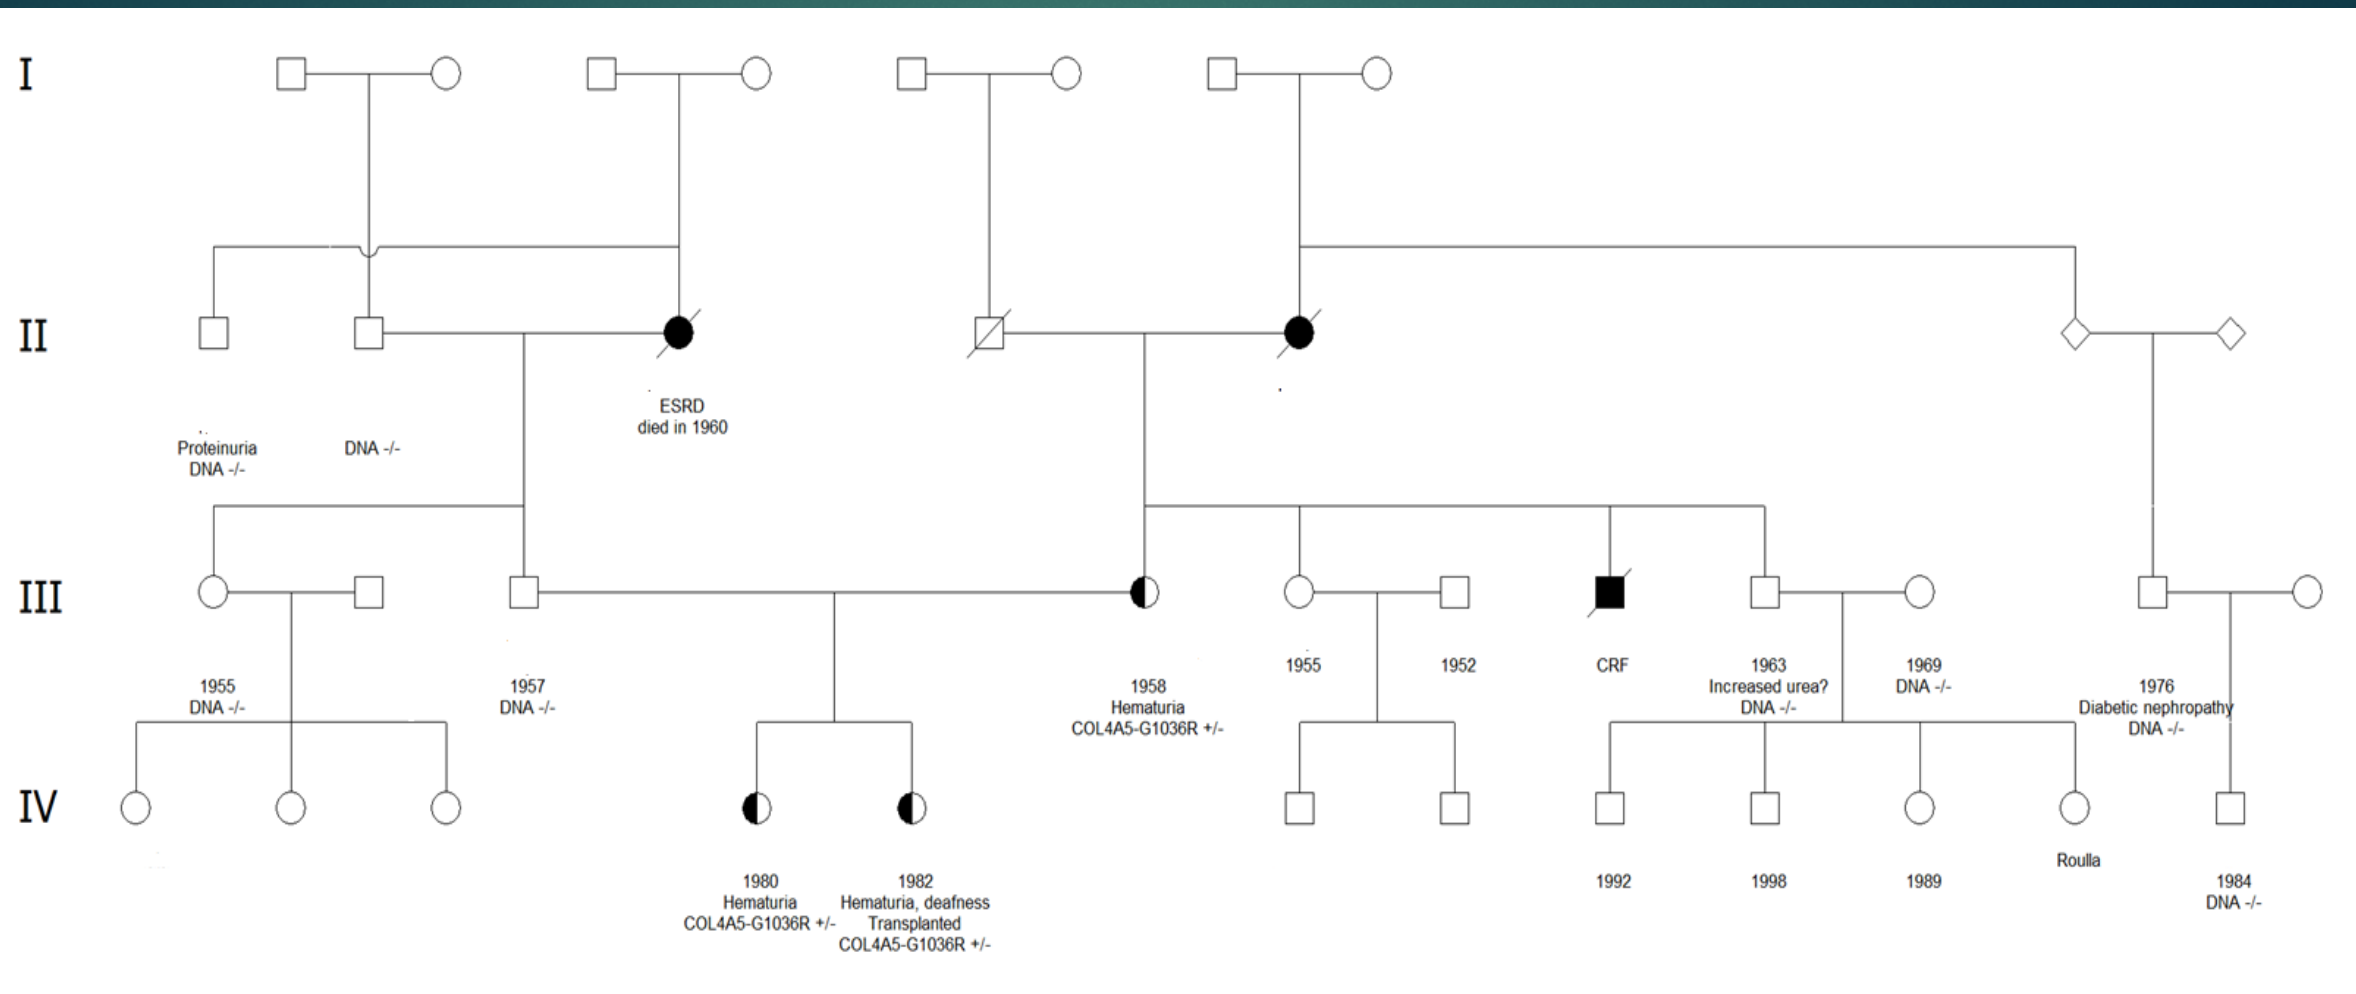 I
II
ESRD
died in 1960
Proteinuria
DNA -/-
DNA -/-
III
1955
DNA -/-
1957
DNA -/-
1958
Hematuria
COL4A5-G1036R +/-
1955
1952
CRF
1963
Increased urea?
DNA -/-
1969
DNA -/-
1976
Diabetic nephropathy
DNA -/-
IV
1980
Hematuria
COL4A5-G1036R +/-
1982
Hematuria, deafness
Transplanted
COL4A5-G1036R +/-
1992
1998
1989
Roulla
1984
DNA -/-